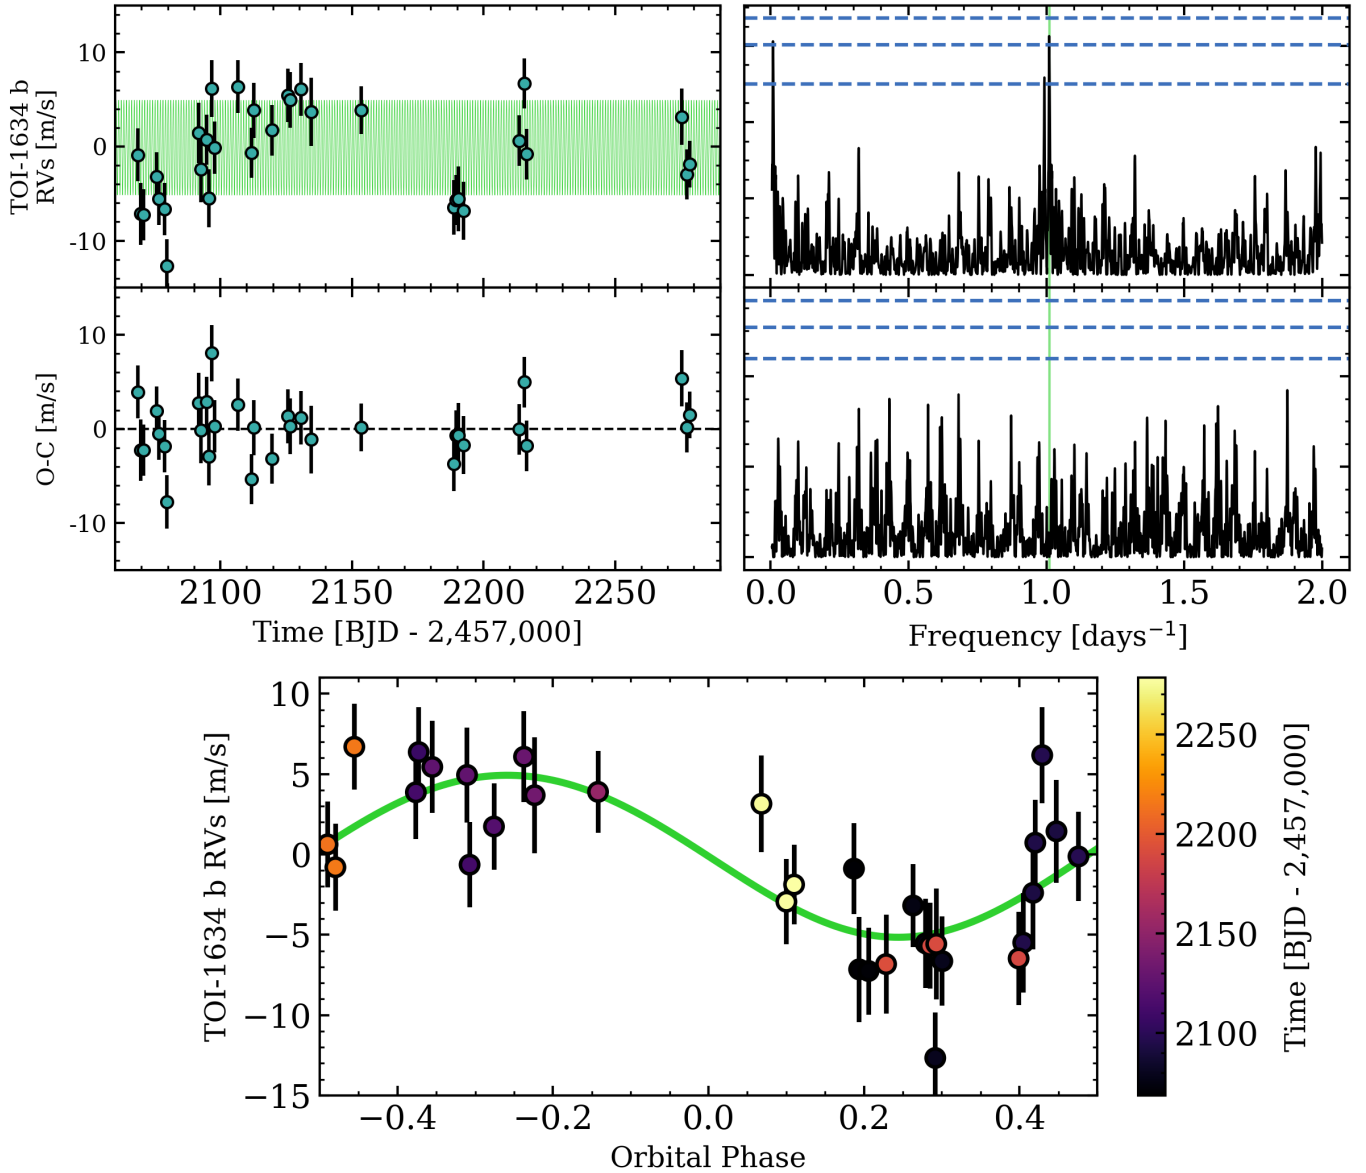 TOI-1634 b
RVs [m/s]
10
0
-10
O-C [m/s]
10
0
-10
2100 2150 2200 2250
Time [BJD - 2,457,000]
0.0 0.5 1.0 1.5 2.0
Frequency [days⁻¹]
TOI-1634 b RVs [m/s]
10
5
0
−5
−10
−15
−0.4 −0.2 0.0 0.2 0.4
Orbital Phase
2250
2200
2150
2100
Time [BJD - 2,457,000]